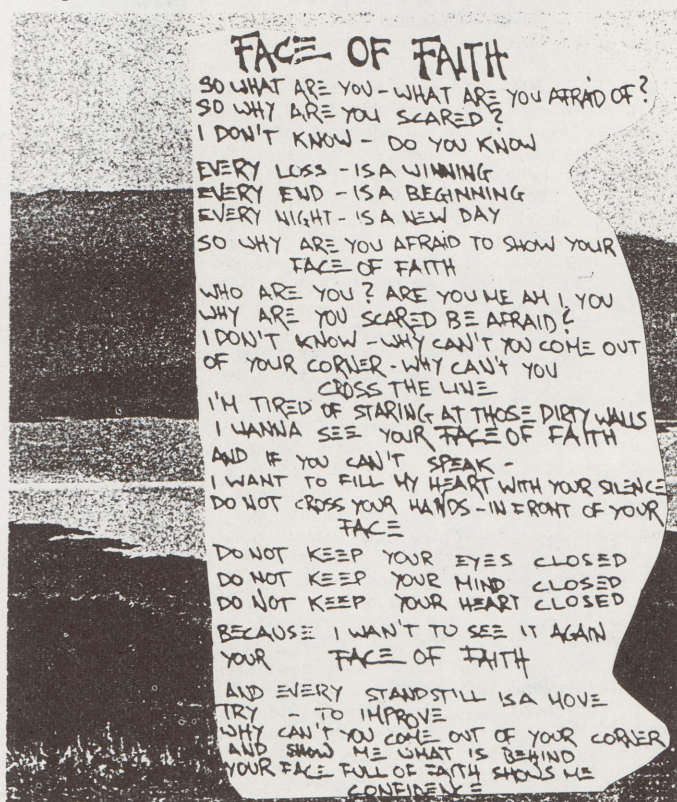 FACE OF FAITH
SO WHAT ARE YOU - WHAT ARE YOU AFRAID OF?
SO WHY ARE YOU SCARED?
I DON'T KNOW - DO YOU KNOW
EVERY LOSS - IS A WINNING
EVERY END - IS A BEGINNING
EVERY NIGHT - IS A NEW DAY
SO WHY ARE YOU AFRAID TO SHOW YOUR
FACE OF FAITH
WHO ARE YOU? ARE YOU ME AM I YOU
WHY ARE YOU SCARED BE AFRAID?
I DON'T KNOW - WHY CAN'T YOU COME OUT
OF YOUR CORNER - WHY CAN'T YOU
CROSS THE LINE
I'M TIRED OF STARING AT THOSE DIRTY WALLS
I WANNA SEE YOUR FACE OF FAITH
AND IF YOU CAN'T SPEAK -
I WANT TO FILL MY HEART WITH YOUR SILENCE
DO NOT CROSS YOUR HANDS - IN FRONT OF YOUR
FACE
DO NOT KEEP YOUR EYES CLOSED
DO NOT KEEP YOUR MIND CLOSED
DO NOT KEEP YOUR HEART CLOSED
BECAUSE I WAN'T TO SEE IT AGAIN
YOUR FACE OF FAITH
AND EVERY STANDSTILL IS A MOVE
TRY - TO IMPROVE
WHY CAN'T YOU COME OUT OF YOUR CORNER
AND SHOW ME WHAT IS BEHIND
YOUR FACE FULL OF FAITH SHOWS ME
CONFIDENCE